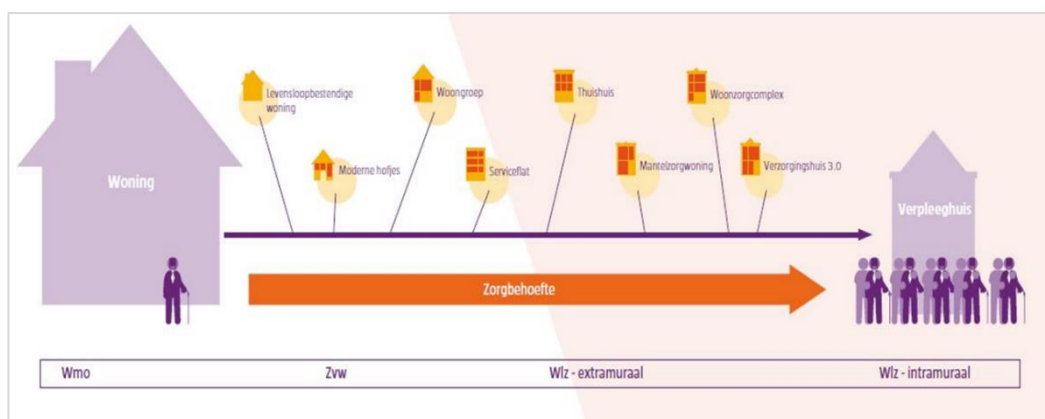 Levensloopbestendige
woning
Woongroep
Thuishuis
Woonzorgcomplex
Moderne hofjes
Serviceflat
Mantelzorgwoning
Verzorgingshuis 3.0
Woning
Verpleeghuis
Zorgbehoefte
Wmo
Zvw
Wlz - extramuraal
Wlz - intramuraal